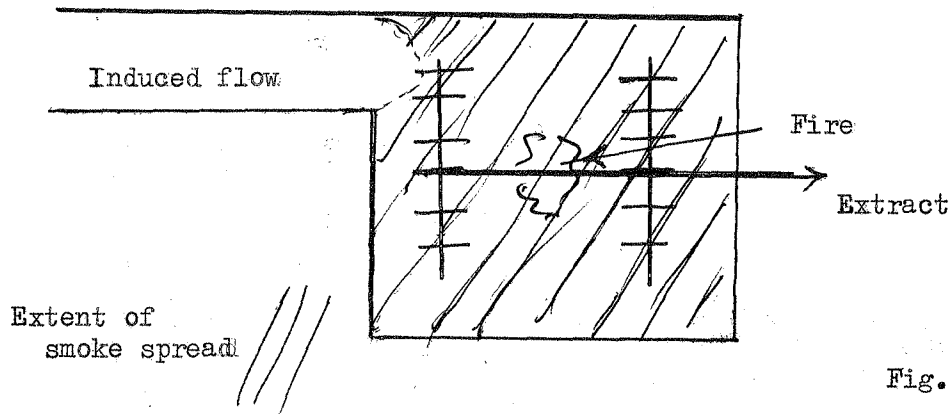 Induced flow
Fire
Extract
Extent of
smoke spread
Fig.